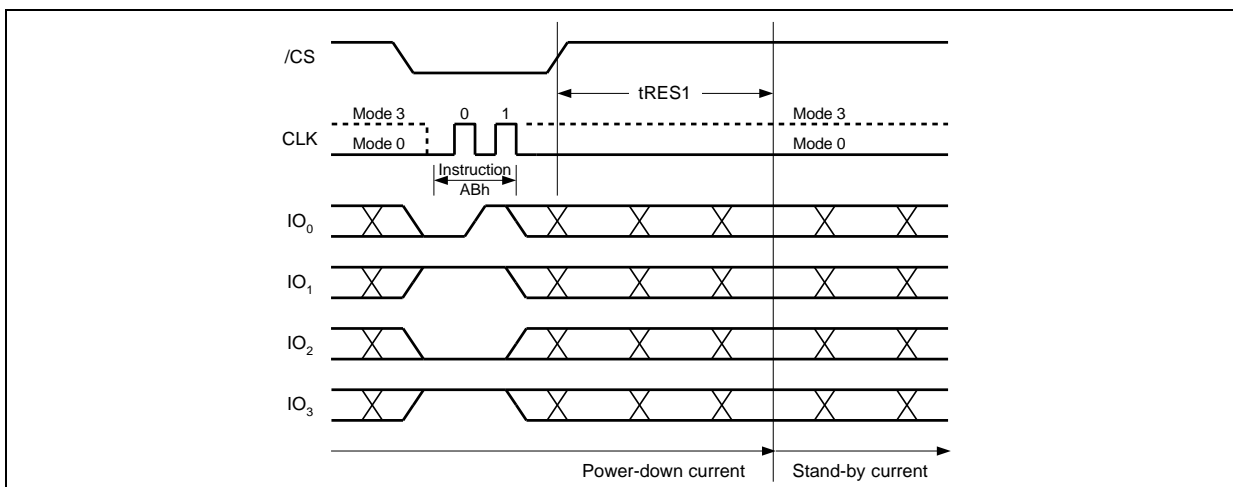 /CS
tRES1
Mode 3 0 1 Mode 3
CLK
Mode 0 Mode 0
Instruction
ABh
IO0
IO1
IO2
IO3
Power-down current Stand-by current